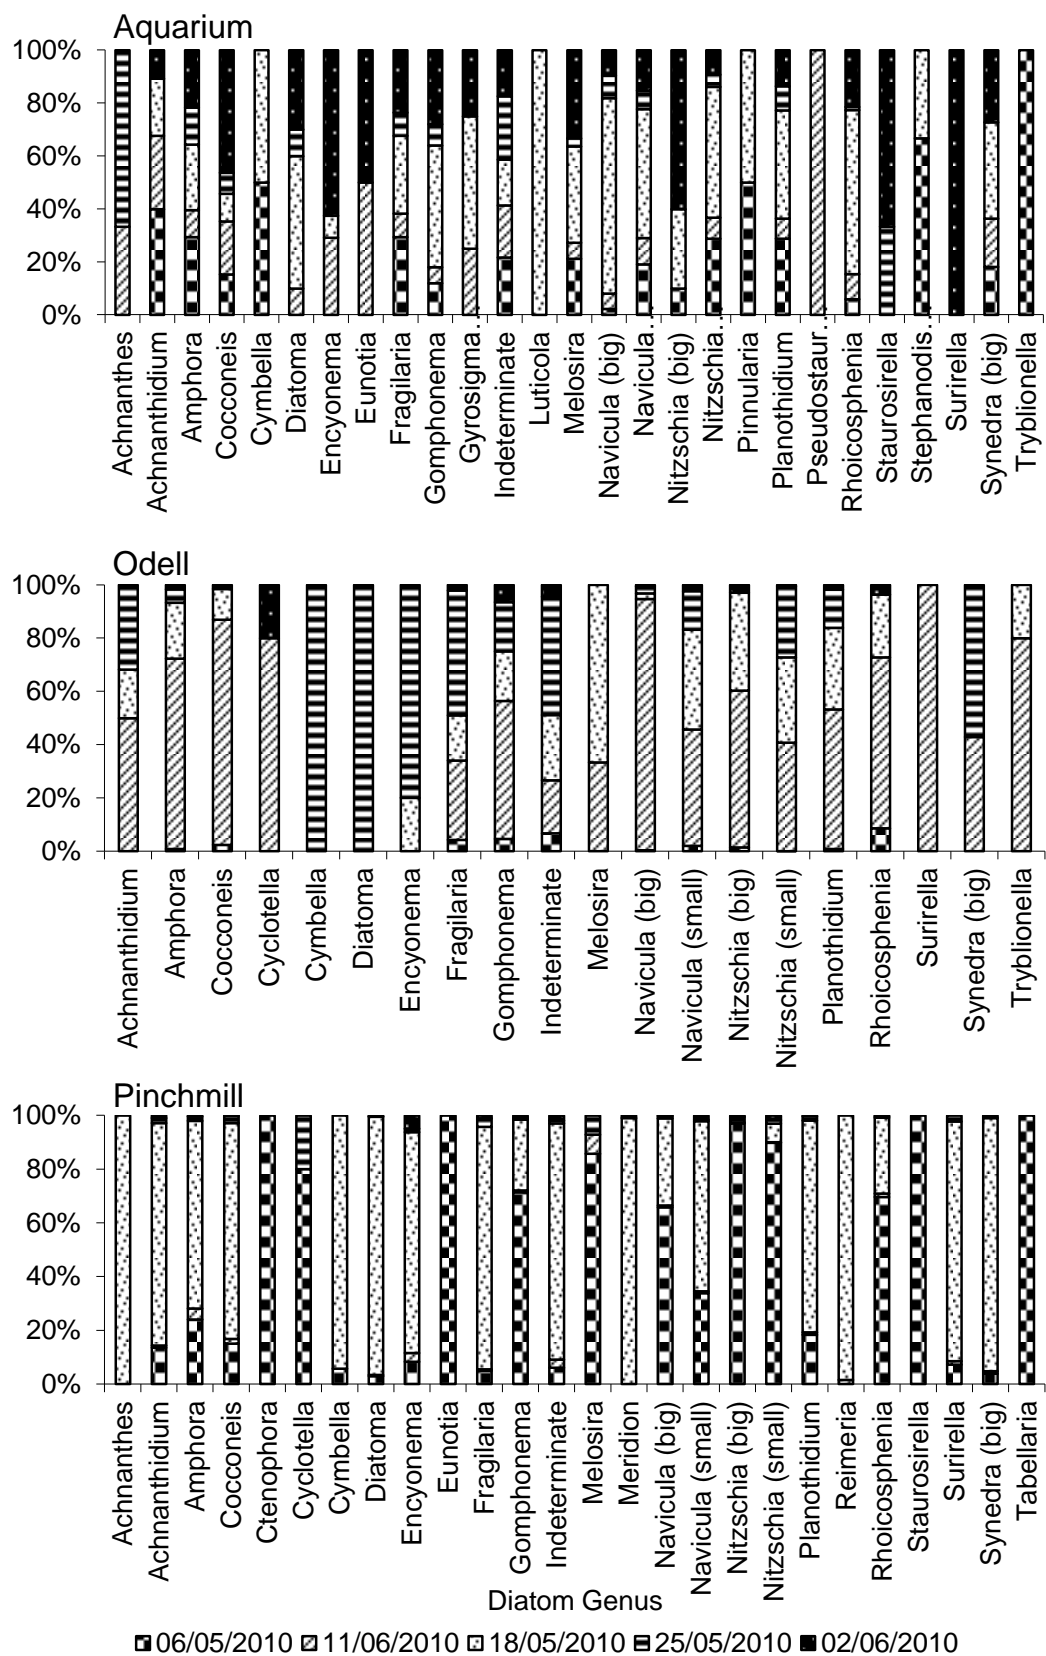 Aquarium
100%
80%
60%
40%
20%
0%
Achnanthes
Achnanthidium
Amphora
Coccconeis
Cymbella
Diatoma
Encyonema
Eunotia
Fragilaria
Gomphonema
Gyrosigma…
Indeterminate
Luticola
Melosira
Navicula (big)
Navicula…
Nitzschia (big)
Nitzschia…
Pinnularia
Planothidium
Pseudostaur…
Rhoicosphenia
Staurosirella
Stephanodis…
Surirella
Synedra (big)
Tryblionella
Odell
100%
80%
60%
40%
20%
0%
Achnanthidium
Amphora
Cocconeis
Cyclotella
Cymbella
Diatoma
Encyonema
Fragilaria
Gomphonema
Indeterminate
Melosira
Navicula (big)
Navicula (small)
Nitzschia (big)
Nitzschia (small)
Planothidium
Rhoicosphenia
Surirella
Synedra (big)
Tryblionella
Pinchmill
100%
80%
60%
40%
20%
0%
Achnanthes
Achnanthidium
Amphora
Cocconeis
Ctenophora
Cyclotella
Cymbella
Diatoma
Encyonema
Eunotia
Fragilaria
Gomphonema
Indeterminate
Melosira
Meridion
Navicula (big)
Navicula (small)
Nitzschia (big)
Nitzschia (small)
Planothidium
Reimeria
Rhoicosphenia
Staurosirella
Surirella
Synedra (big)
Tabellaria
Diatom Genus
06/05/2010 11/06/2010 18/05/2010 25/05/2010 02/06/2010